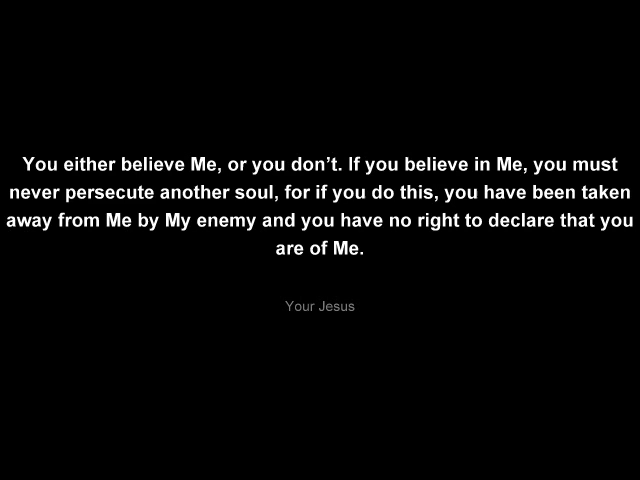 You either believe Me, or you don’t. If you believe in Me, you must
never persecute another soul, for if you do this, you have been taken
away from Me by My enemy and you have no right to declare that you
are of Me.
Your Jesus